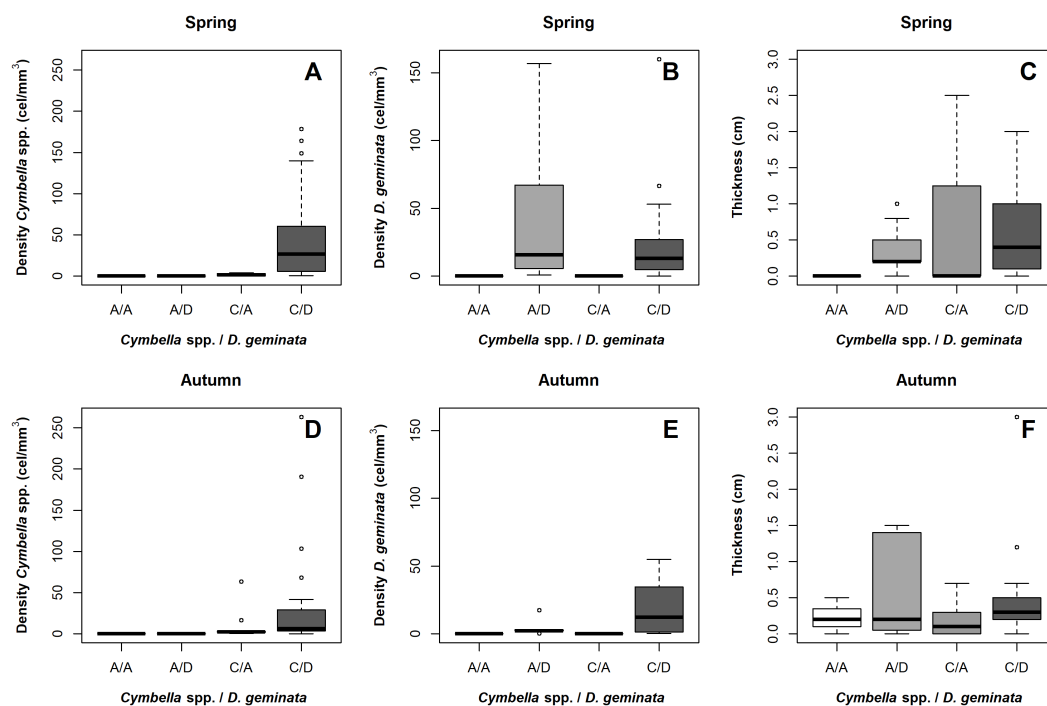 Spring
A
Density Cymbella spp. (cel/mm³)
250
200
150
100
50
0
A/A A/D C/A C/D
Cymbella spp. / D. geminata
Spring
B
Density D. geminata (cel/mm³)
150
100
50
0
A/A A/D C/A C/D
Cymbella spp. / D. geminata
Spring
C
Thickness (cm)
3.0
2.5
2.0
1.5
1.0
0.5
0.0
A/A A/D C/A C/D
Cymbella spp. / D. geminata
Autumn
D
Density Cymbella spp. (cel/mm³)
250
200
150
100
50
0
A/A A/D C/A C/D
Cymbella spp. / D. geminata
Autumn
E
Density D. geminata (cel/mm³)
150
100
50
0
A/A A/D C/A C/D
Cymbella spp. / D. geminata
Autumn
F
Thickness (cm)
3.0
2.5
2.0
1.5
1.0
0.5
0.0
A/A A/D C/A C/D
Cymbella spp. / D. geminata